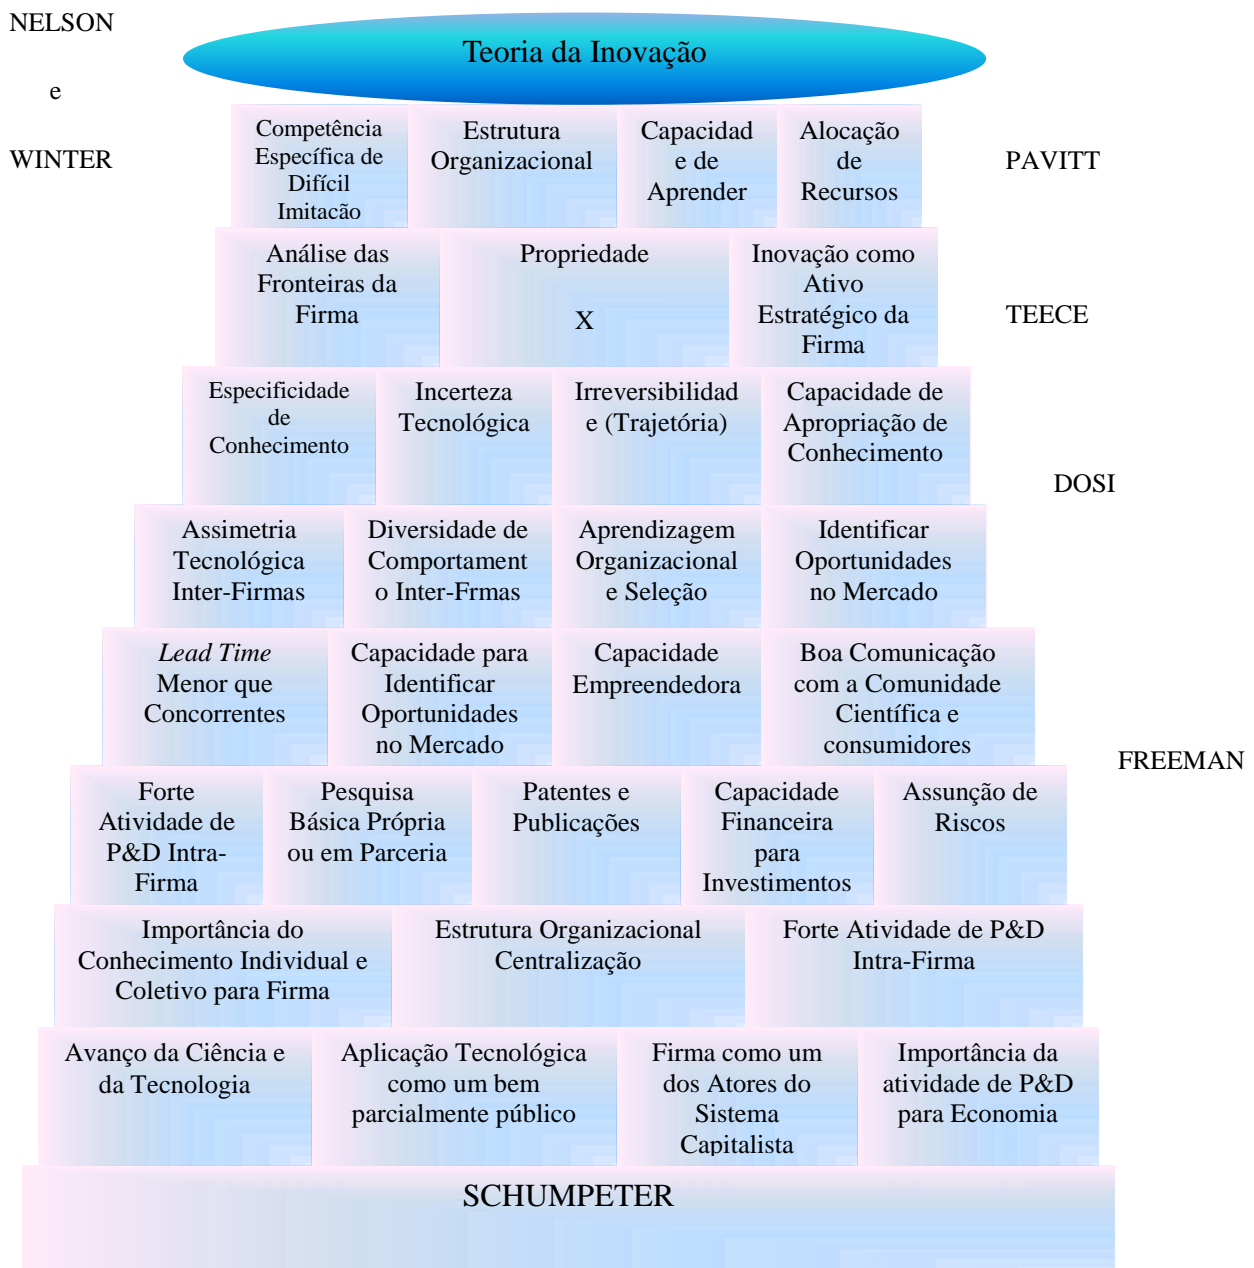 NELSON
e
WINTER
Teoria da Inovação
Competência
Específica de
Difícil
Imitacão
Estrutura
Organizacional
Capacidad
e de
Aprender
Alocação
de
Recursos
PAVITT
Análise das
Fronteiras da
Firma
Propriedade
X
Inovação como
Ativo
Estratégico da
Firma
TEECE
Especificidade
de
Conhecimento
Incerteza
Tecnológica
Irreversibilidad
e (Trajetória)
Capacidade de
Apropriação de
Conhecimento
DOSI
Assimetria
Tecnológica
Inter-Firmas
Diversidade de
Comportament
o Inter-Frmas
Aprendizagem
Organizacional
e Seleção
Identificar
Oportunidades
no Mercado
Lead Time
Menor que
Concorrentes
Capacidade para
Identificar
Oportunidades
no Mercado
Capacidade
Empreendedora
Boa Comunicação
com a Comunidade
Científica e
consumidores
FREEMAN
Forte
Atividade de
P&D Intra-
Firma
Pesquisa
Básica Própria
ou em Parceria
Patentes e
Publicações
Capacidade
Financeira
para
Investimentos
Assunção de
Riscos
Importância do
Conhecimento Individual e
Coletivo para Firma
Estrutura Organizacional
Centralização
Forte Atividade de P&D
Intra-Firma
Avanço da Ciência e
da Tecnologia
Aplicação Tecnológica
como um bem
parcialmente público
Firma como um
dos Atores do
Sistema
Capitalista
Importância da
atividade de P&D
para Economia
SCHUMPETER